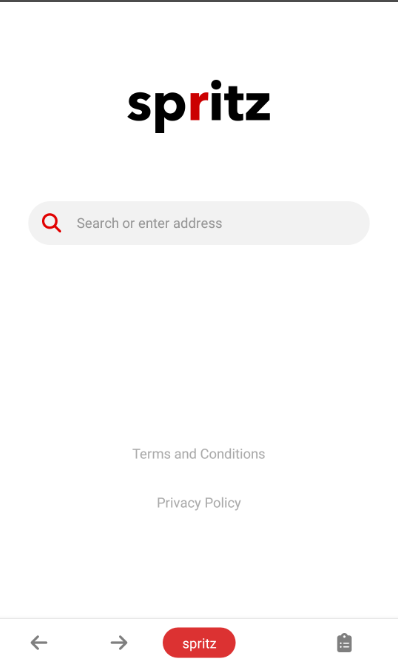 spritz
Search or enter address
Terms and Conditions
Privacy Policy
spritz